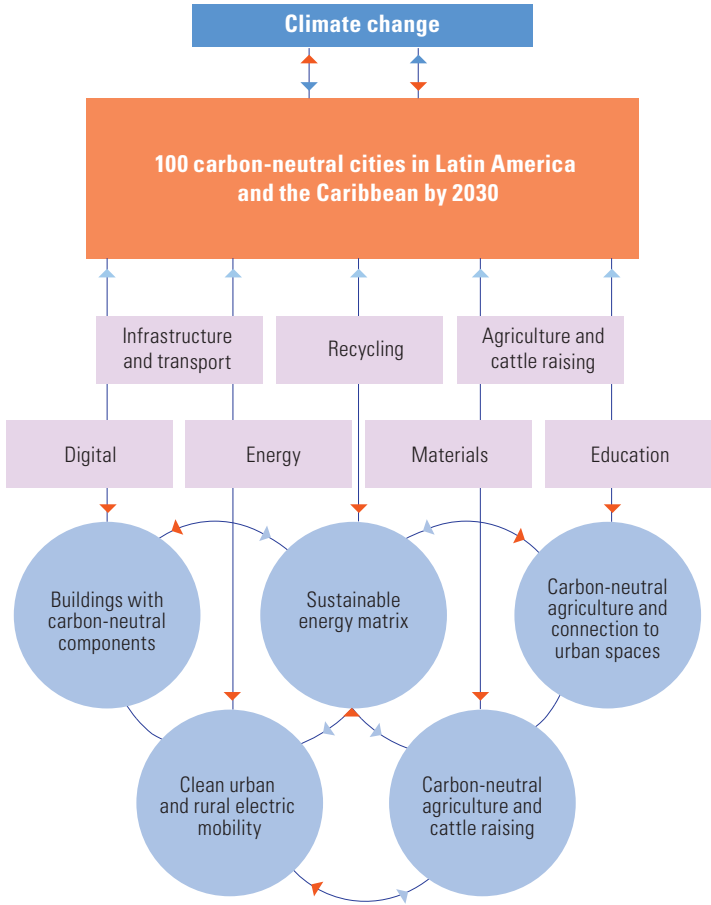 Climate change
100 carbon-neutral cities in Latin America
and the Caribbean by 2030
Infrastructure
and transport
Recycling
Agriculture and
cattle raising
Digital
Energy
Materials
Education
Buildings with
carbon-neutral
components
Sustainable
energy matrix
Carbon-neutral
agriculture and
connection to
urban spaces
Clean urban
and rural electric
mobility
Carbon-neutral
agriculture and
cattle raising